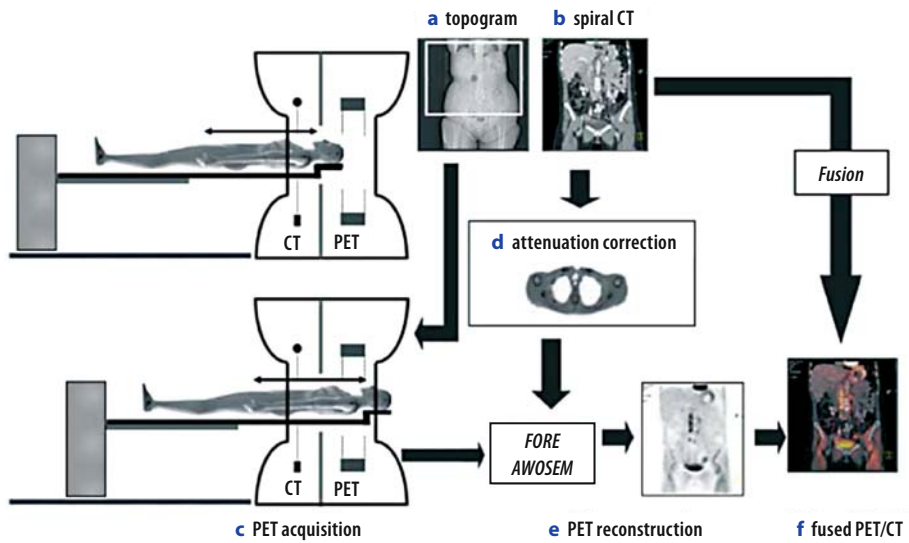 a topogram
b spiral CT
CT PET
Fusion
d attenuation correction
CT PET
FORE
AWOSEM
c PET acquisition
e PET reconstruction
f fused PET/CT